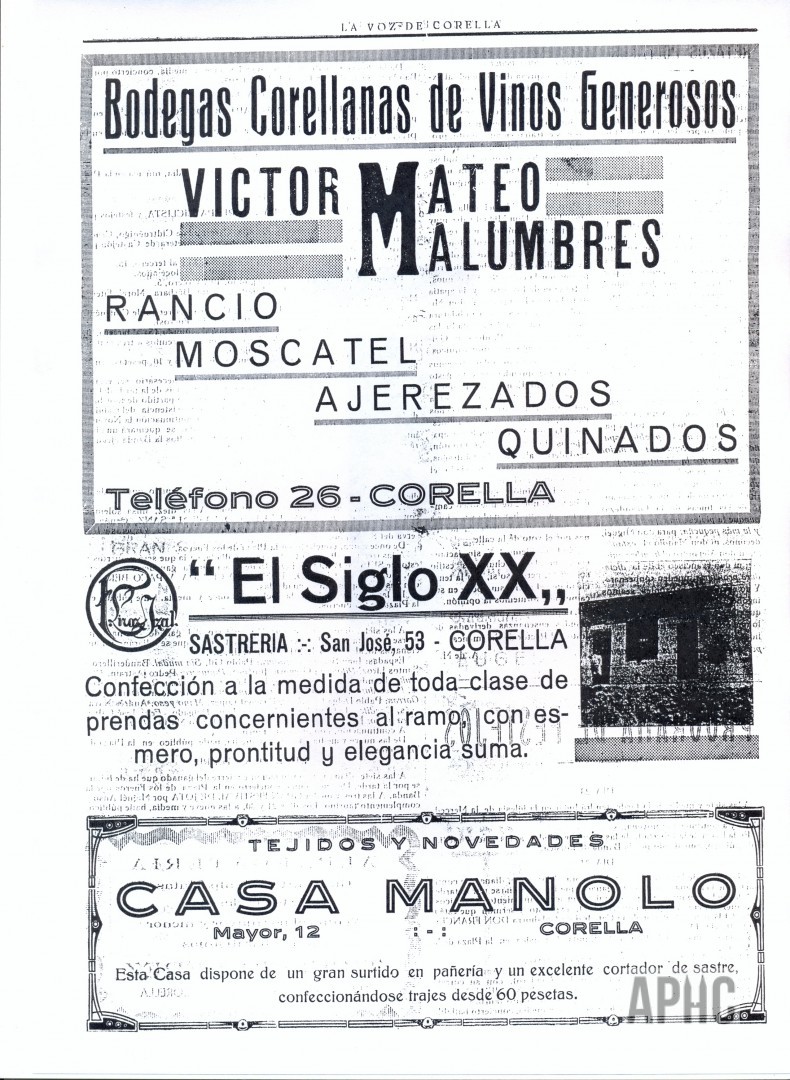 LA VOZ DE CORELLA
Bodegas Corellanas de Vinos Generosos
VICTOR MATEO
MALUMBRES
RANCIO
MOSCATEL
AJEREZADOS
QUINADOS
Teléfono 26 - CORELLA
GRAN
“El Siglo XX„
SASTRERIA :-: San José, 53 - CORELLA
Confección a la medida de toda clase de
prendas concernientes al ramo, con es-
mero, prontitud y elegancia suma.
TEJIDOS Y NOVEDADES
CASA MANOLO
Mayor, 12 :-: CORELLA
Esta Casa dispone de un gran surtido en pañería y un excelente cortador de sastre,
confeccionándose trajes desde 60 pesetas.
APHC